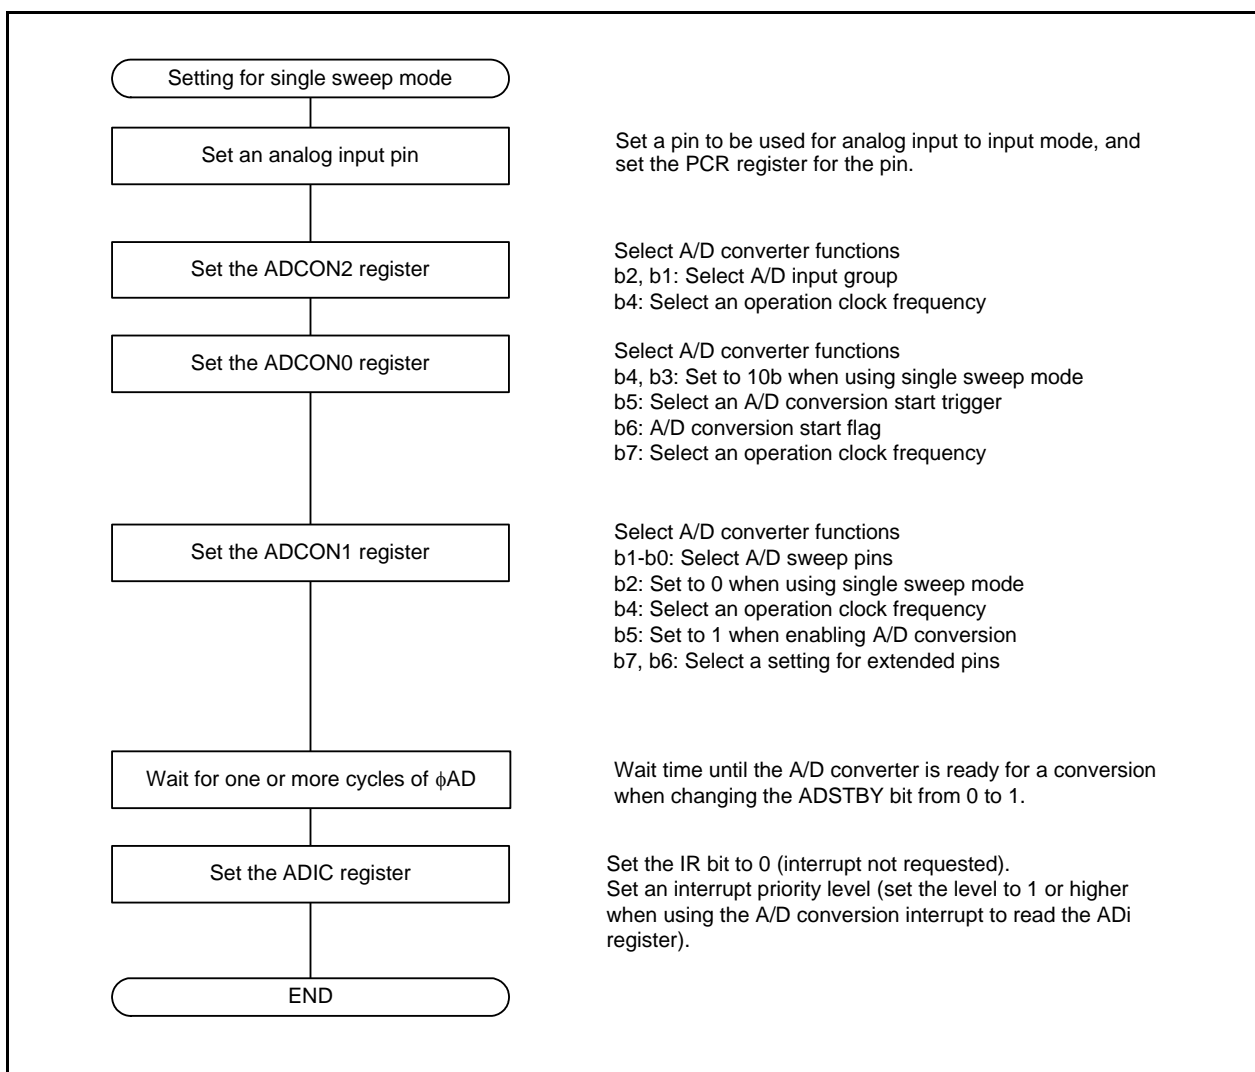 Setting for single sweep mode
Set an analog input pin
Set a pin to be used for analog input to input mode, and
set the PCR register for the pin.
Set the ADCON2 register
Select A/D converter functions
b2, b1: Select A/D input group
b4: Select an operation clock frequency
Set the ADCON0 register
Select A/D converter functions
b4, b3: Set to 10b when using single sweep mode
b5: Select an A/D conversion start trigger
b6: A/D conversion start flag
b7: Select an operation clock frequency
Set the ADCON1 register
Select A/D converter functions
b1-b0: Select A/D sweep pins
b2: Set to 0 when using single sweep mode
b4: Select an operation clock frequency
b5: Set to 1 when enabling A/D conversion
b7, b6: Select a setting for extended pins
Wait for one or more cycles of ϕAD
Wait time until the A/D converter is ready for a conversion
when changing the ADSTBY bit from 0 to 1.
Set the ADIC register
Set the IR bit to 0 (interrupt not requested).
Set an interrupt priority level (set the level to 1 or higher
when using the A/D conversion interrupt to read the ADi
register).
END